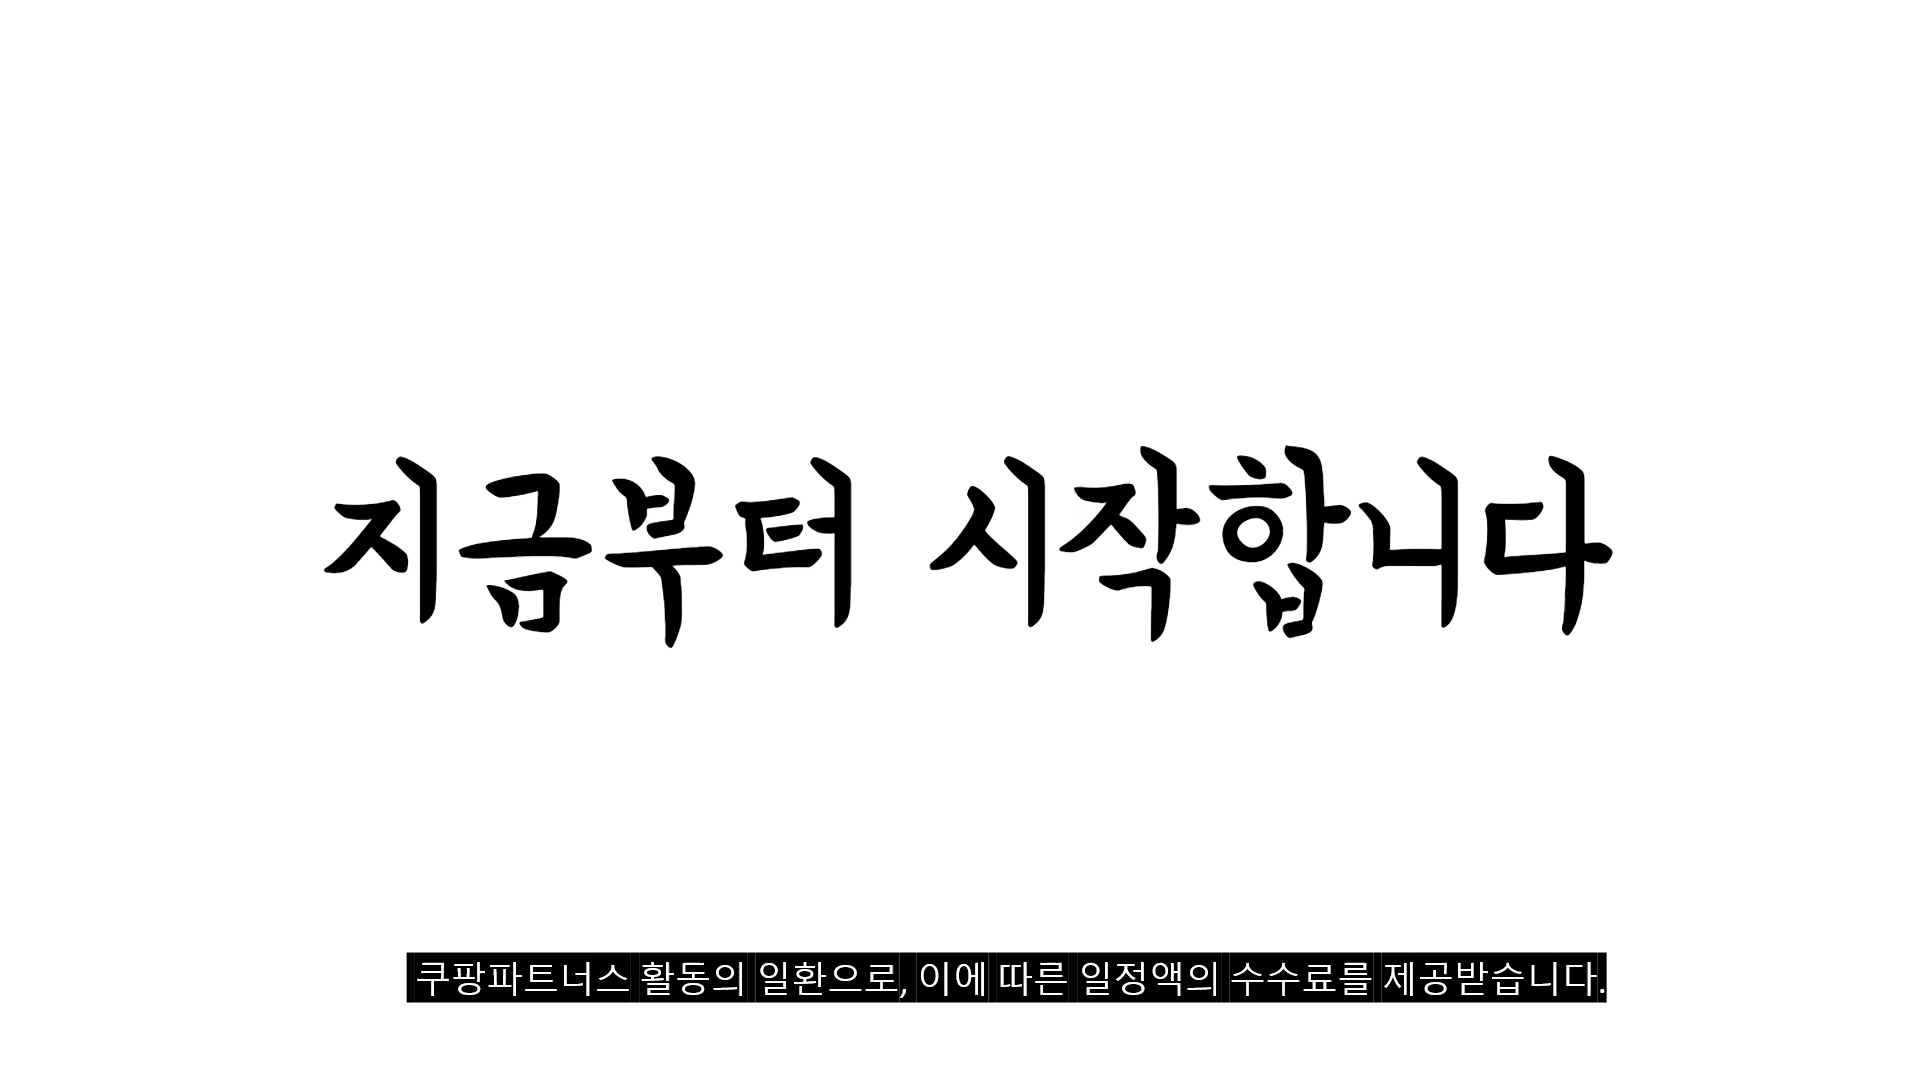 지금부터 시작합니다
쿠팡파트너스 활동의 일환으로, 이에 따른 일정액의 수수료를 제공받습니다.